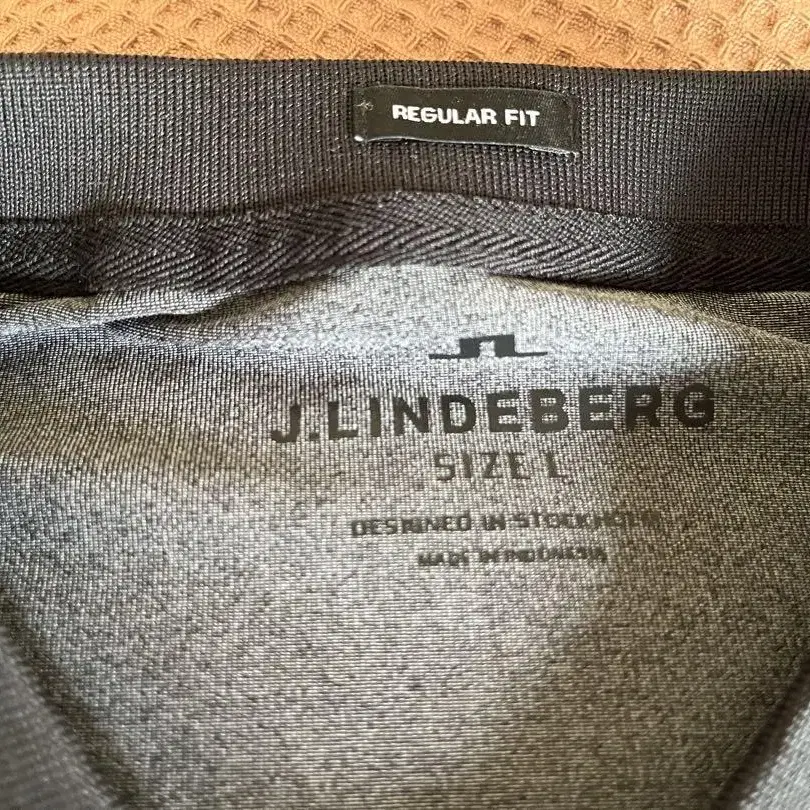 REGULAR FIT
J.LINDEBERG
SIZE L
DESIGNED IN STOCKHOLM
MADE IN INDONESIA